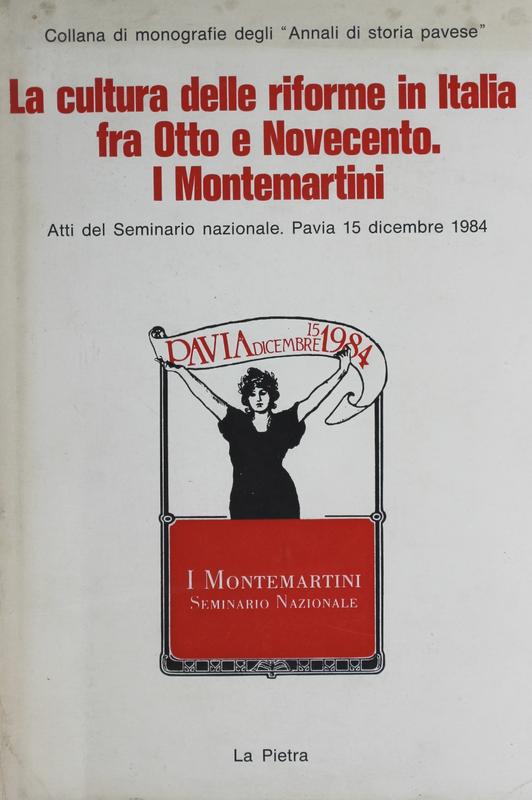 Collana di monografie degli “Annali di storia pavese”
La cultura delle riforme in Italia
fra Otto e Novecento.
I Montemartini
Atti del Seminario nazionale. Pavia 15 dicembre 1984
PAVIA 15 DICEMBRE 1984
I MONTEMARTINI
SEMINARIO NAZIONALE
La Pietra